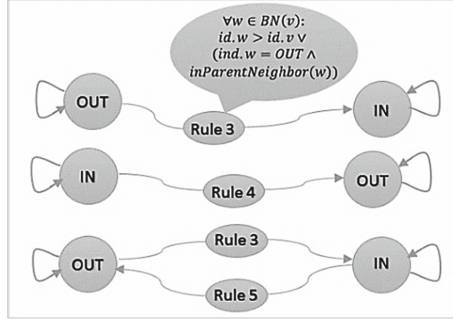 ∀w ∈ BN(v):
id.w > id.v ∨
(ind.w = OUT ∧
inParentNeighbor(w))
OUT
Rule 3
IN
IN
Rule 4
OUT
Rule 3
OUT
IN
Rule 5